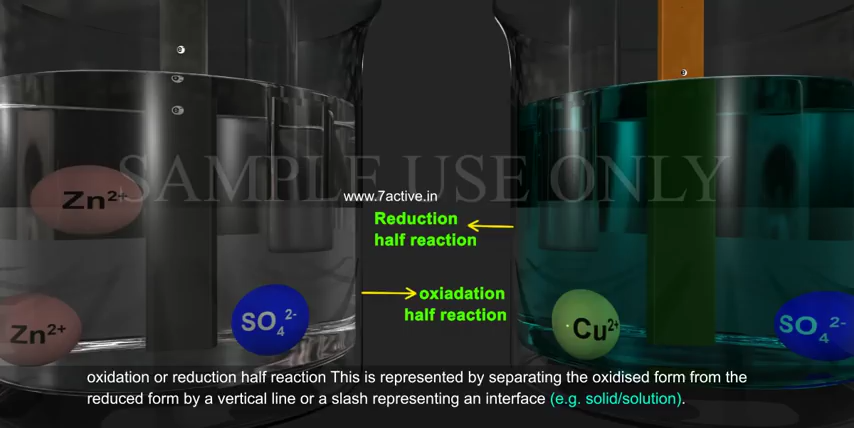 SAMPLE USE ONLY
Zn²⁺
www.7active.in
Reduction
half reaction
oxiadation
half reaction
Zn²⁺
SO₄²⁻
Cu²⁺
SO₄²⁻
oxidation or reduction half reaction This is represented by separating the oxidised form from the
reduced form by a vertical line or a slash representing an interface (e.g. solid/solution).